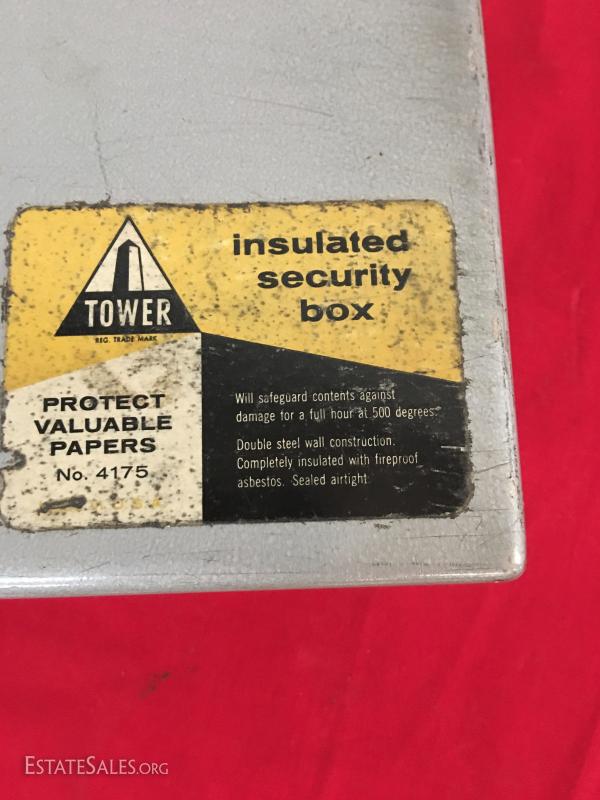 TOWER
REG. TRADE MARK
insulated
security
box
PROTECT
VALUABLE
PAPERS
No. 4175
Will safeguard contents against
damage for a full hour at 500 degrees.
Double steel wall construction.
Completely insulated with fireproof
asbestos. Sealed airtight
ESTATESALES.ORG